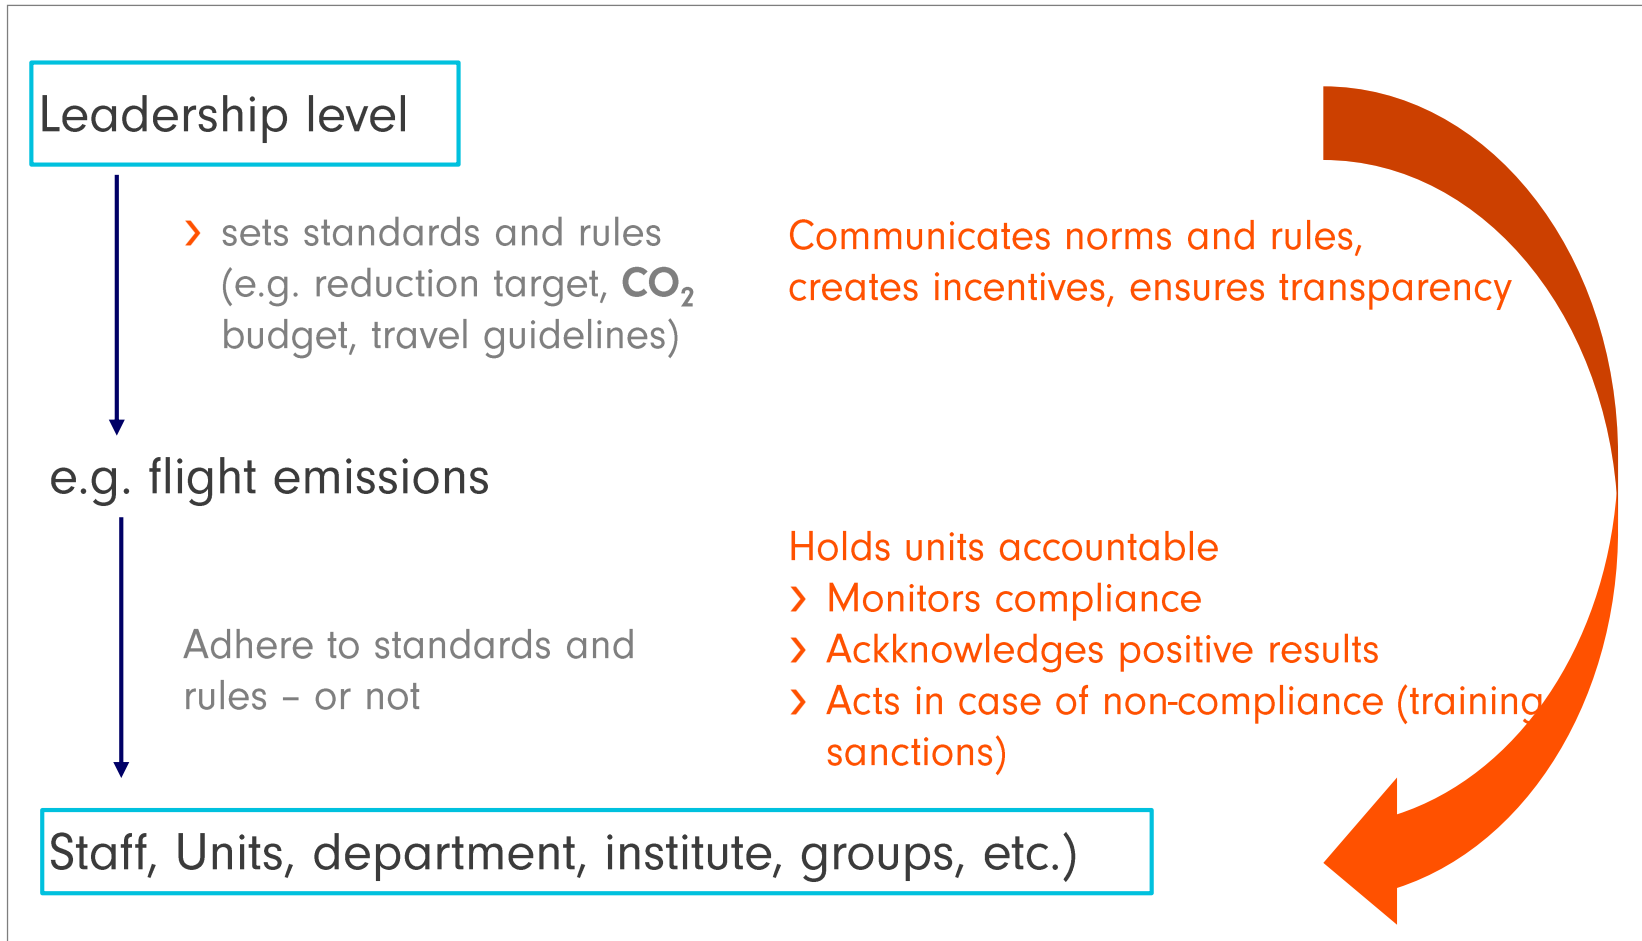 Leadership level
› sets standards and rules
(e.g. reduction target, CO₂
budget, travel guidelines)
Communicates norms and rules,
creates incentives, ensures transparency
e.g. flight emissions
Adhere to standards and
rules – or not
Holds units accountable
› Monitors compliance
› Ackknowledges positive results
› Acts in case of non-compliance (training
sanctions)
Staff, Units, department, institute, groups, etc.)